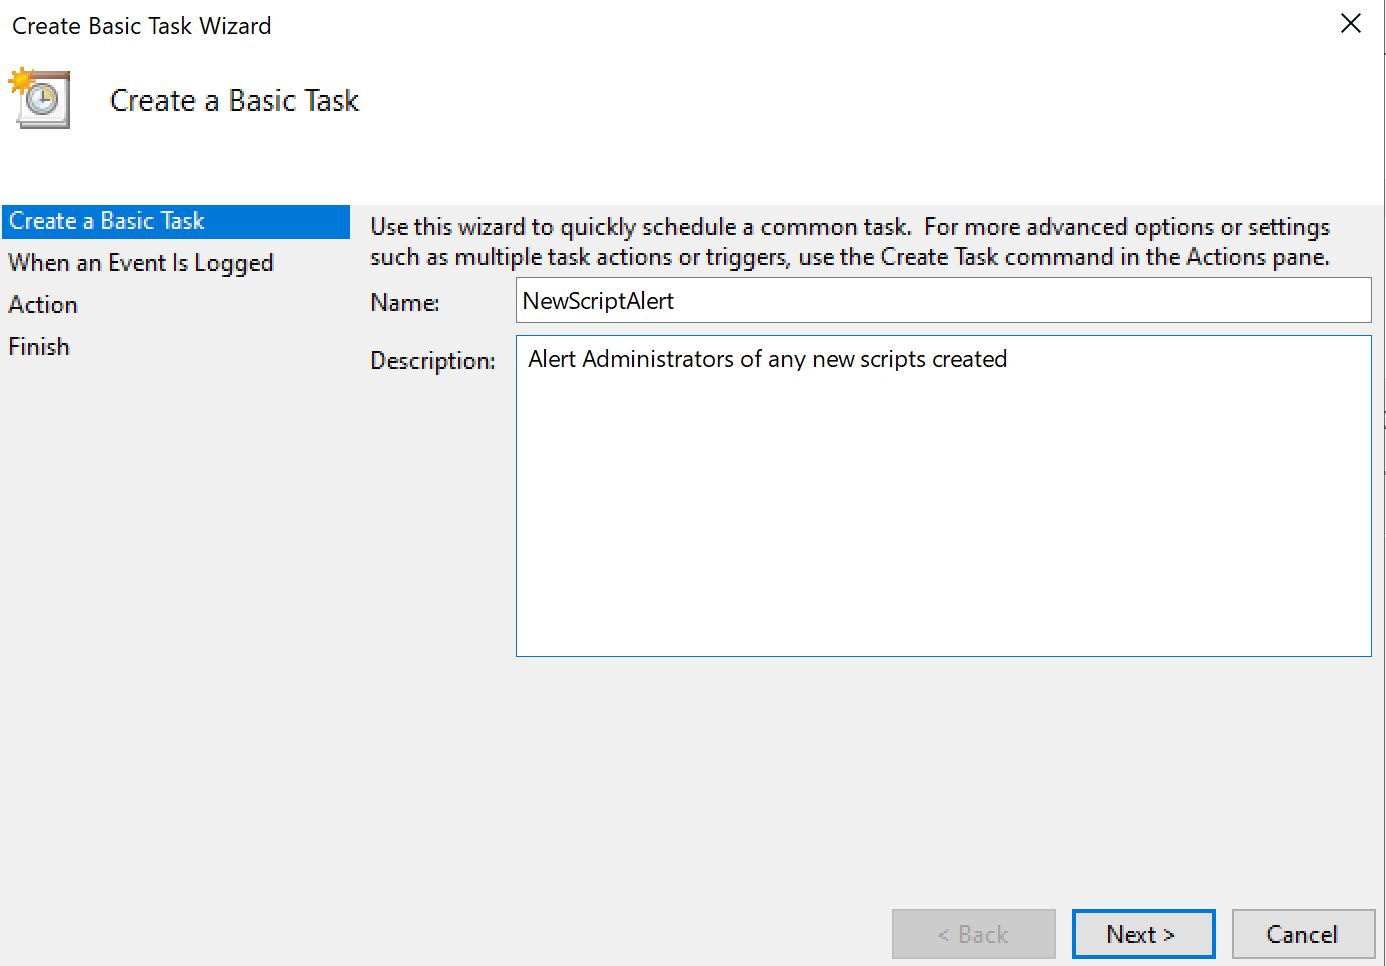 Create Basic Task Wizard
Create a Basic Task
Create a Basic Task
When an Event Is Logged
Action
Finish
Use this wizard to quickly schedule a common task.  For more advanced options or settings
such as multiple task actions or triggers, use the Create Task command in the Actions pane.
Name:
NewScriptAlert
Description:
Alert Administrators of any new scripts created
< Back
Next >
Cancel